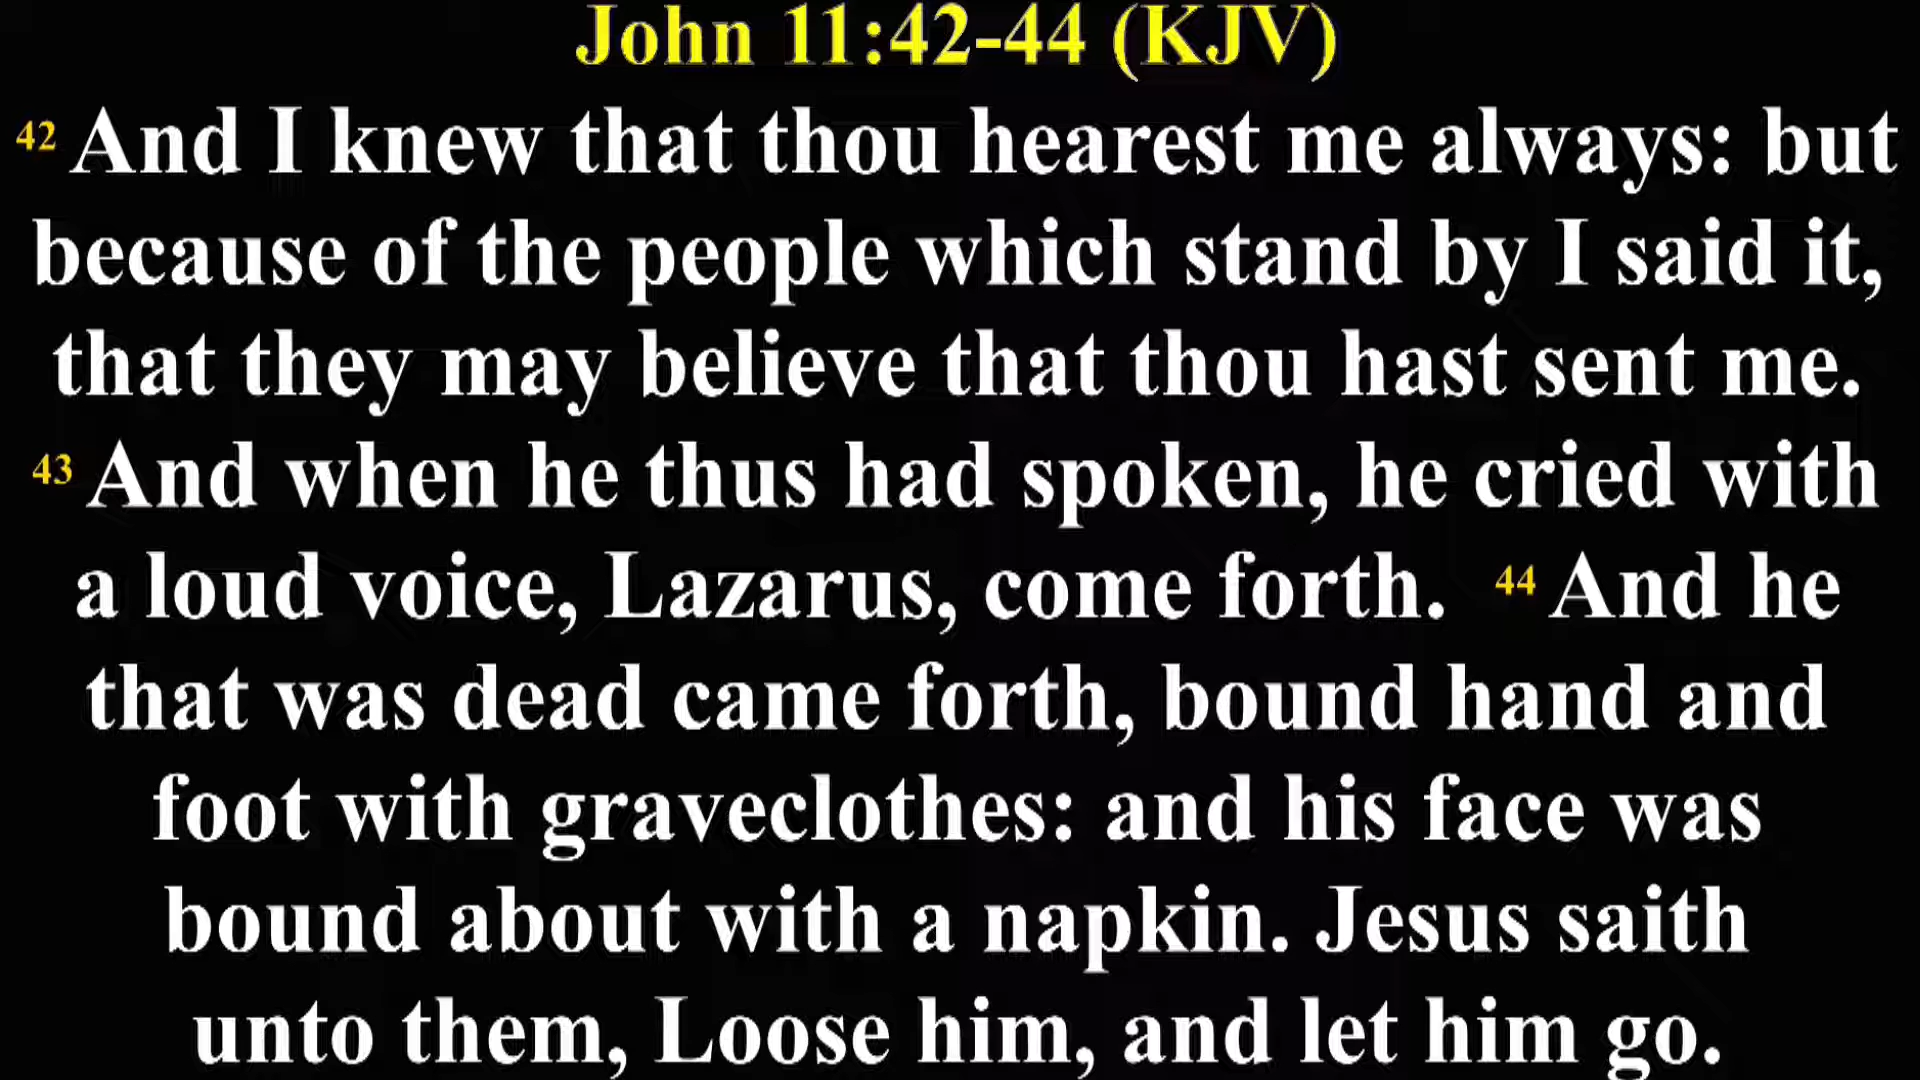 John 11:42-44 (KJV)
42 And I knew that thou hearest me always: but
because of the people which stand by I said it,
that they may believe that thou hast sent me.
43 And when he thus had spoken, he cried with
a loud voice, Lazarus, come forth. 44 And he
that was dead came forth, bound hand and
foot with graveclothes: and his face was
bound about with a napkin. Jesus saith
unto them, Loose him, and let him go.